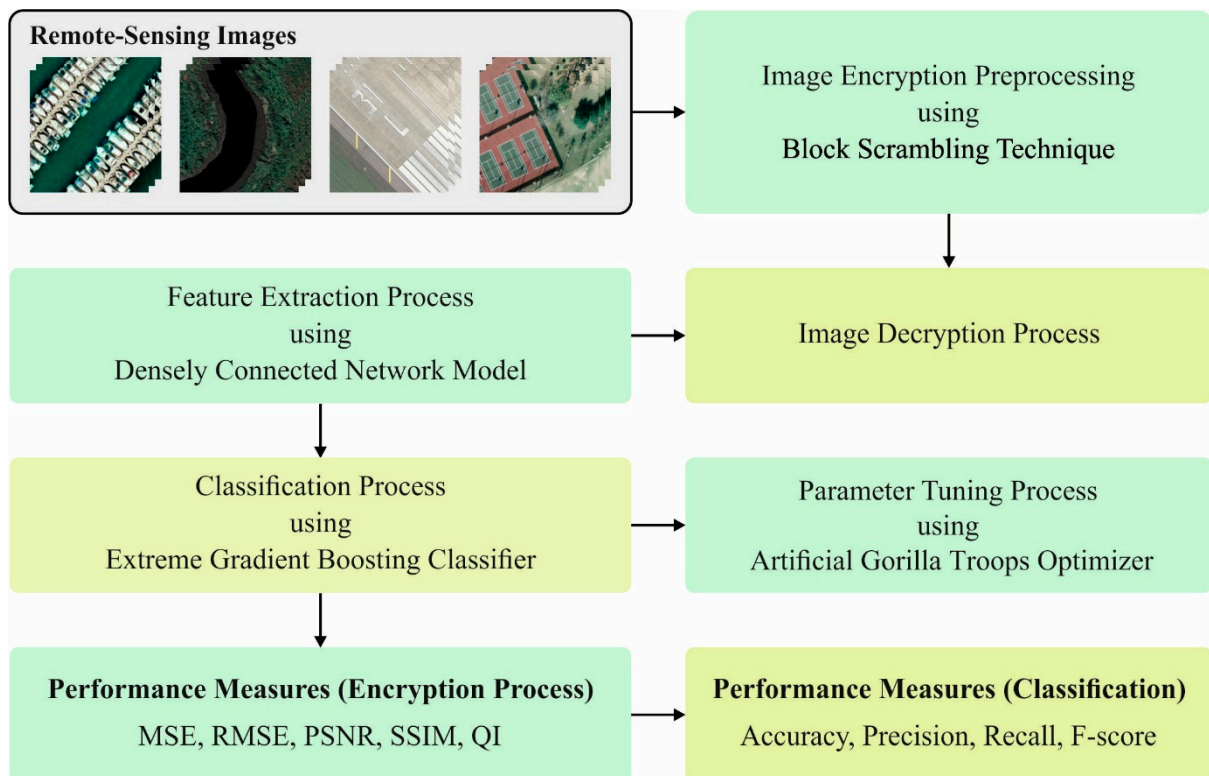 Remote-Sensing Images
Image Encryption Preprocessing
using
Block Scrambling Technique
Feature Extraction Process
using
Densely Connected Network Model
Image Decryption Process
Classification Process
using
Extreme Gradient Boosting Classifier
Parameter Tuning Process
using
Artificial Gorilla Troops Optimizer
Performance Measures (Encryption Process)
MSE, RMSE, PSNR, SSIM, QI
Performance Measures (Classification)
Accuracy, Precision, Recall, F-score